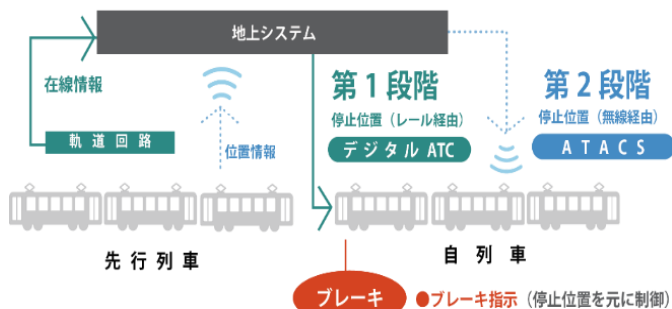 地上システム
在線情報
軌道回路
位置情報
第1段階
停止位置（レール経由）
デジタル ATC
第2段階
停止位置（無線経由）
ATACS
先行列車
自列車
ブレーキ
●ブレーキ指示（停止位置を元に制御）